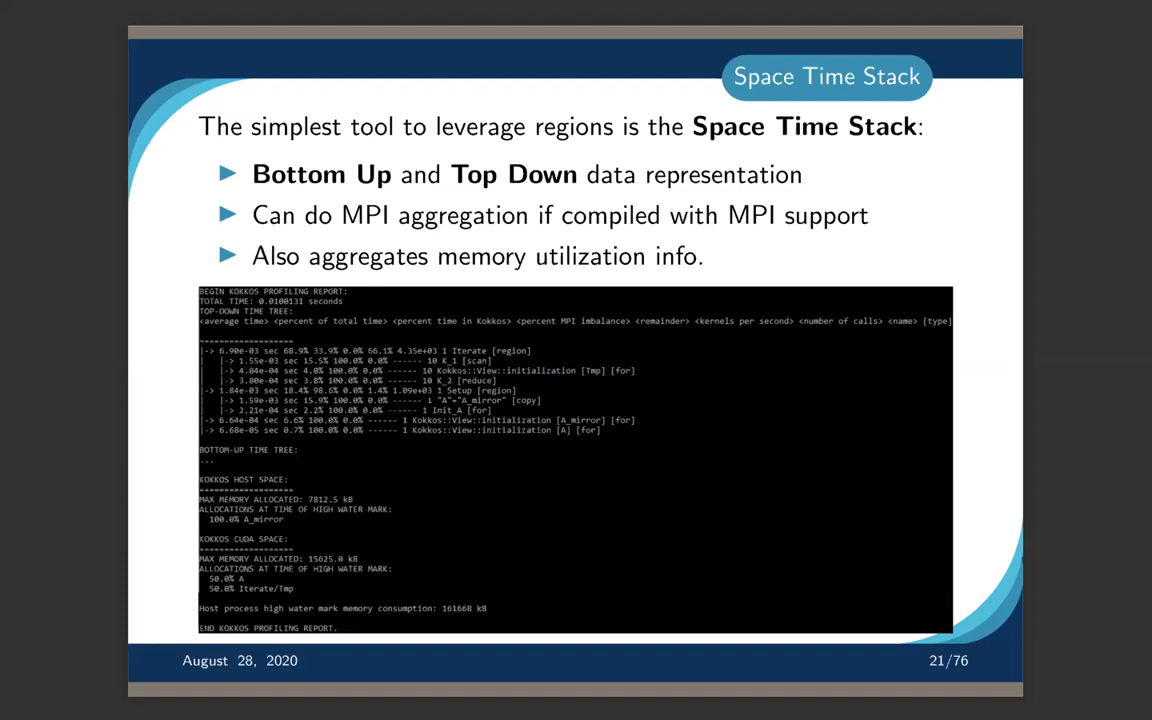 Space Time Stack
The simplest tool to leverage regions is the Space Time Stack:
Bottom Up and Top Down data representation
Can do MPI aggregation if compiled with MPI support
Also aggregates memory utilization info.
BEGIN KOKKOS PROFILING REPORT:
TOTAL TIME: 0.0100131 seconds
TOP-DOWN TIME TREE:
<average time> <percent of total time> <percent time in Kokkos> <percent MPI imbalance> <remainder> <kernels per second> <number of calls> <name> [type]
===================
|-> 6.90e-03 sec 68.9% 33.9% 0.0% 66.1% 4.35e+03 1 Iterate [region]
|   |-> 1.55e-03 sec 15.5% 100.0% 0.0% ------ 10 K_1 [scan]
|   |-> 4.04e-04 sec 4.0% 100.0% 0.0% ------ 10 Kokkos::View::initialization [Tmp] [for]
|   |-> 3.80e-04 sec 3.8% 100.0% 0.0% ------ 10 K_2 [reduce]
|-> 1.84e-03 sec 18.4% 98.6% 0.0% 1.4% 1.09e+03 1 Setup [region]
|   |-> 1.59e-03 sec 15.9% 100.0% 0.0% ------ 1 "A"="A_mirror" [copy]
|   |-> 2.21e-04 sec 2.2% 100.0% 0.0% ------ 1 Init_A [for]
|-> 6.64e-04 sec 6.6% 100.0% 0.0% ------ 1 Kokkos::View::initialization [A_mirror] [for]
|-> 6.68e-05 sec 0.7% 100.0% 0.0% ------ 1 Kokkos::View::initialization [A] [for]
BOTTOM-UP TIME TREE:
...
KOKKOS HOST SPACE:
===================
MAX MEMORY ALLOCATED: 7812.5 kB
ALLOCATIONS AT TIME OF HIGH WATER MARK:
100.0% A_mirror
KOKKOS CUDA SPACE:
===================
MAX MEMORY ALLOCATED: 15625.0 kB
ALLOCATIONS AT TIME OF HIGH WATER MARK:
50.0% A
50.0% Iterate/Tmp
Host process high water mark memory consumption: 161668 kB
END KOKKOS PROFILING REPORT.
August 28, 2020
21/76